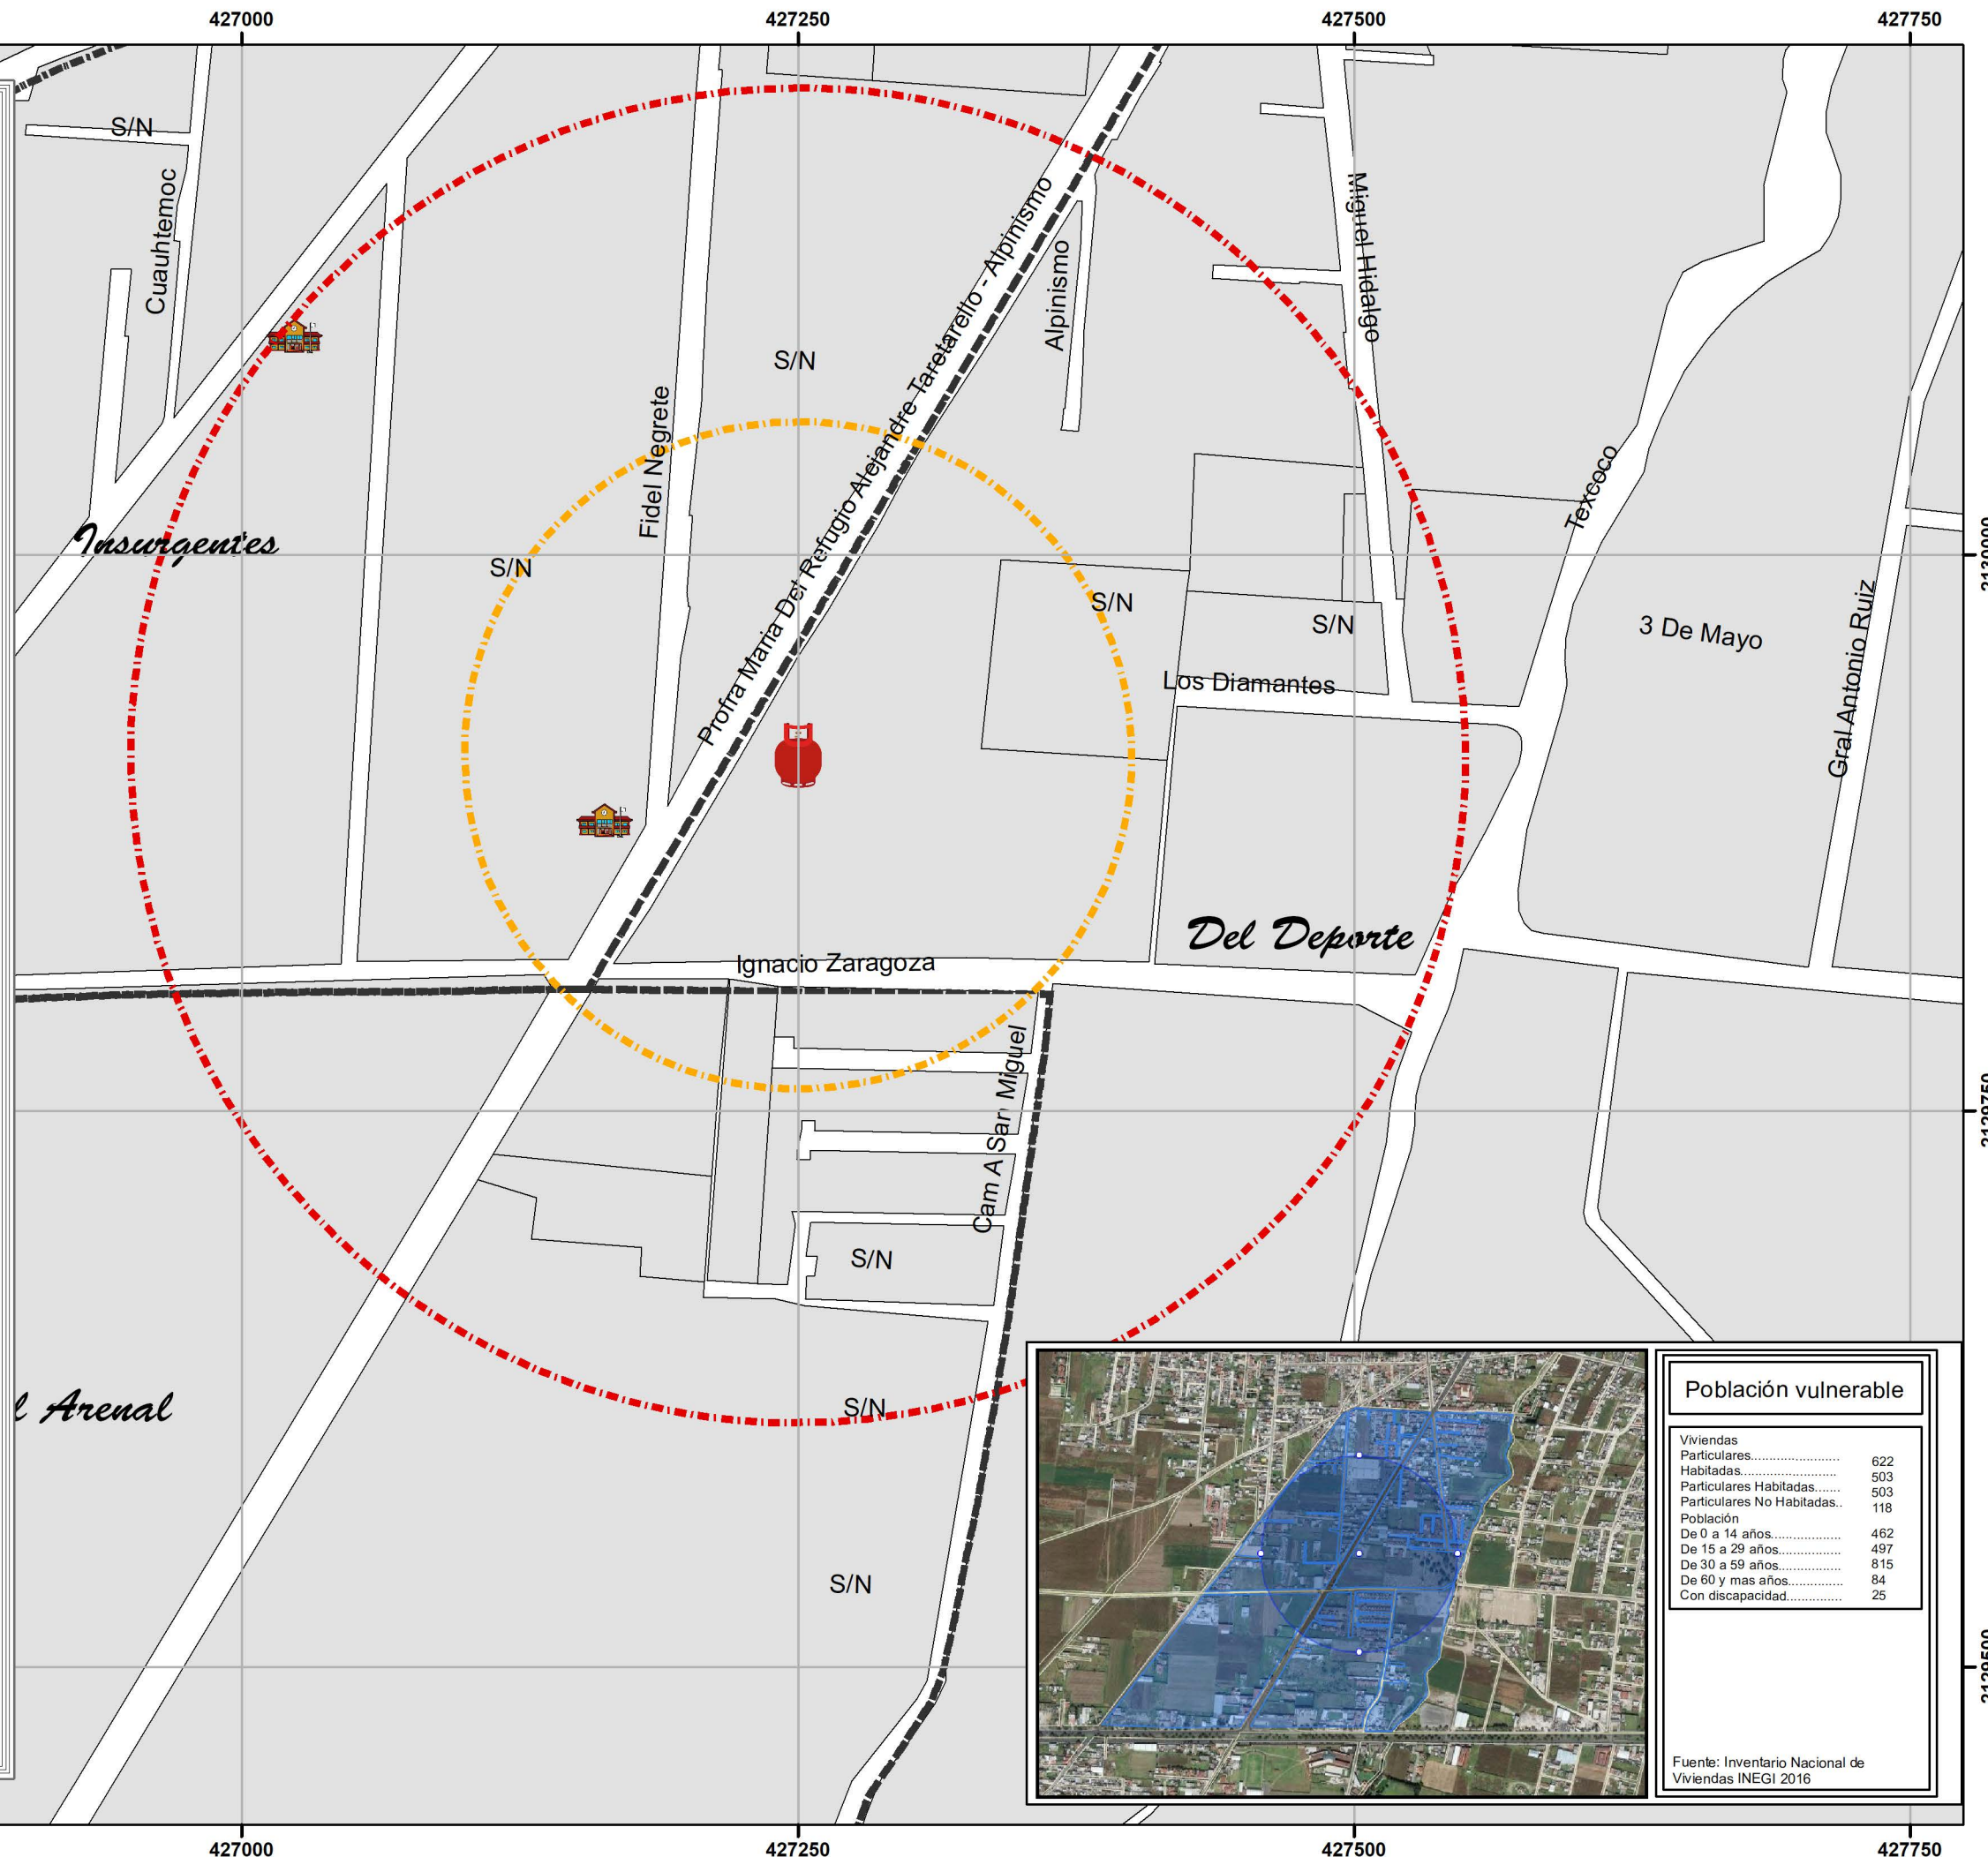 427000
427250
427500
427750
S/N
Cuauhtemoc
Miguel Hidalgo
Profra Maria Del Refugio Alejandre Taretarello - Alpinismo
Alpinismo
S/N
Fidel Negrete
Texcoco
Insurgentes
S/N
S/N
S/N
3 De Mayo
Gral Antonio Ruiz
Los Diamantes
Del Deporte
Ignacio Zaragoza
Cam A San Miguel
S/N
S/N
l Arenal
S/N
Población vulnerable
Viviendas
Particulares...................... 622
Habitadas........................ 503
Particulares Habitadas....... 503
Particulares No Habitadas.. 118
Población
De 0 a 14 años.................. 462
De 15 a 29 años................ 497
De 30 a 59 años................ 815
De 60 y mas años.............. 84
Con discapacidad.............. 25
Fuente: Inventario Nacional de
Viviendas INEGI 2016
427000
427250
427500
427750